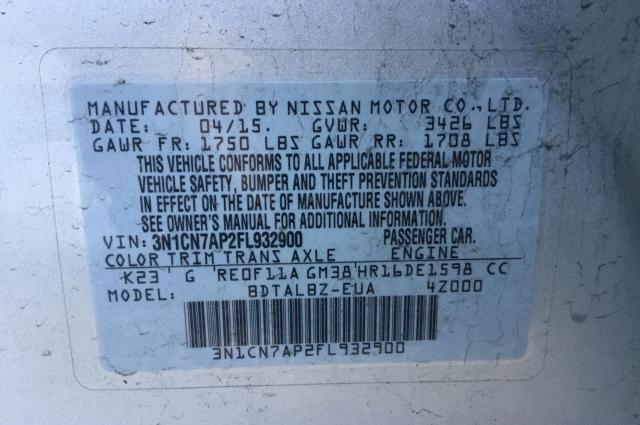 MANUFACTURED BY NISSAN MOTOR CO., LTD.
DATE: 04/15. GVWR: 3426 LBS
GAWR FR: 1750 LBS GAWR RR: 1708 LBS
THIS VEHICLE CONFORMS TO ALL APPLICABLE FEDERAL MOTOR
VEHICLE SAFETY, BUMPER AND THEFT PREVENTION STANDARDS
IN EFFECT ON THE DATE OF MANUFACTURE SHOWN ABOVE.
SEE OWNER'S MANUAL FOR ADDITIONAL INFORMATION.
VIN: 3N1CN7AP2FL932900 PASSENGER CAR.
COLOR TRIM TRANS AXLE ENGINE
K23 G RE0F11A GM38 HR16DE1598 CC
MODEL: BDTALBZ-EUA 4Z000
3N1CN7AP2FL932900